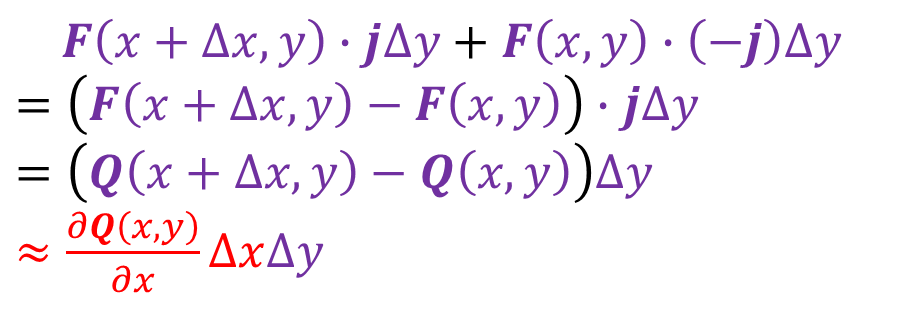 𝑭(𝑥 + Δ𝑥, 𝑦) · 𝒋Δ𝑦 + 𝑭(𝑥, 𝑦) · (−𝒋)Δ𝑦
= (𝑭(𝑥 + Δ𝑥, 𝑦) − 𝑭(𝑥, 𝑦)) · 𝒋Δ𝑦
= (𝑸(𝑥 + Δ𝑥, 𝑦) − 𝑸(𝑥, 𝑦))Δ𝑦
≈ ∂𝑸(𝑥,𝑦)/∂𝑥 Δ𝑥Δ𝑦